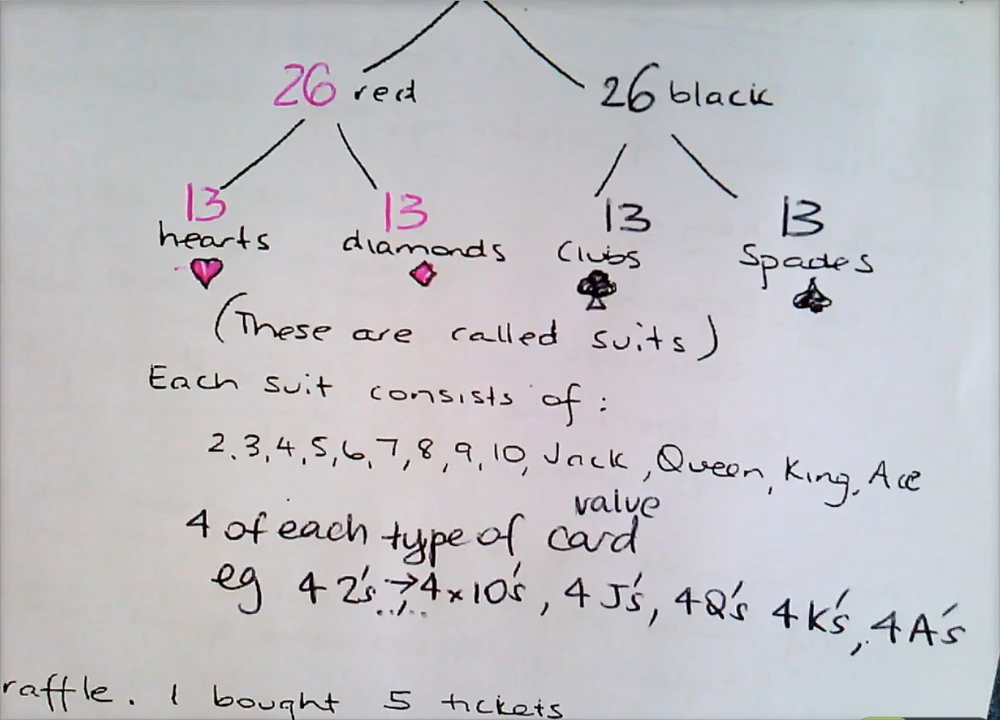 26 red 26 black
13 13 13 13
hearts diamonds Clubs Spades
(These are called suits)
Each suit consists of :
2,3,4,5,6,7,8,9,10, Jack, Queen, King, Ace
value
4 of each type of card
eg 4 2's → 4 x 10's, 4 J's, 4Q's 4 K's, 4 A's
raffle. I bought 5 tickets